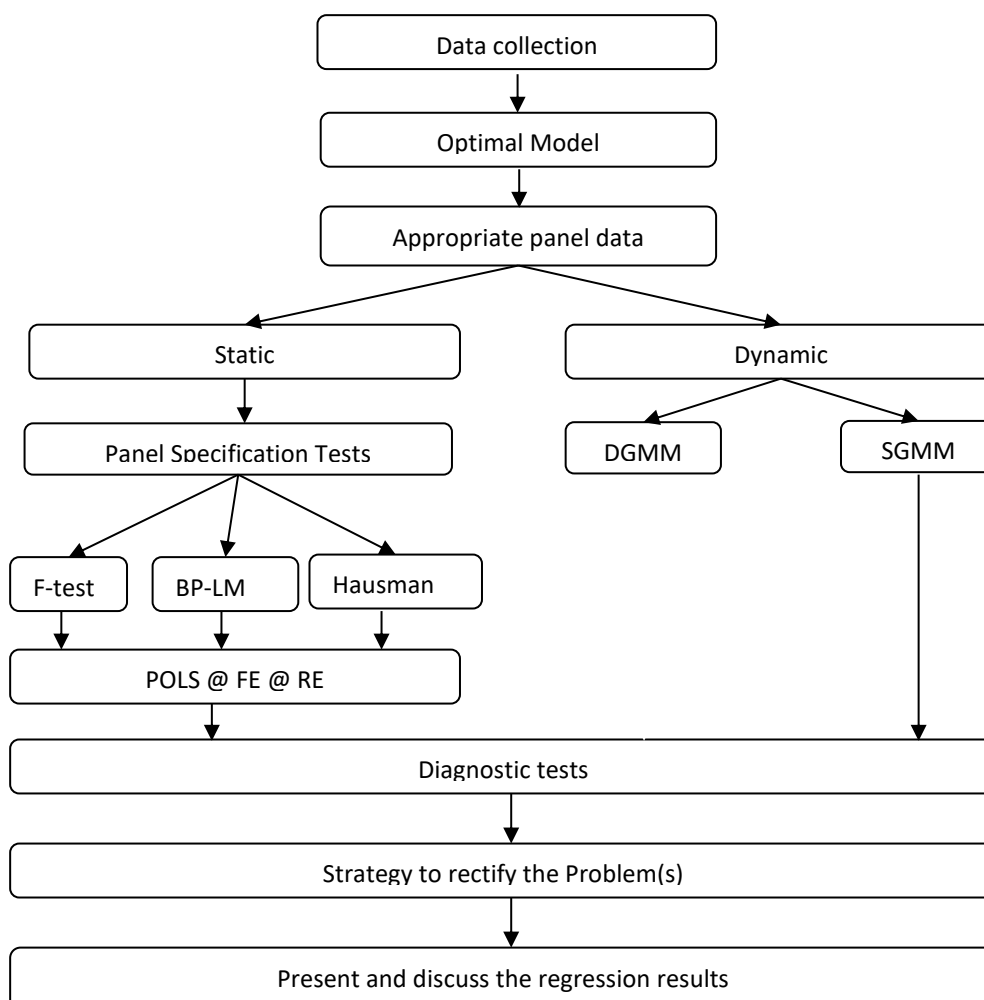 Data collection
Optimal Model
Appropriate panel data
Static
Dynamic
Panel Specification Tests
DGMM
SGMM
F-test
BP-LM
Hausman
POLS @ FE @ RE
Diagnostic tests
Strategy to rectify the Problem(s)
Present and discuss the regression results